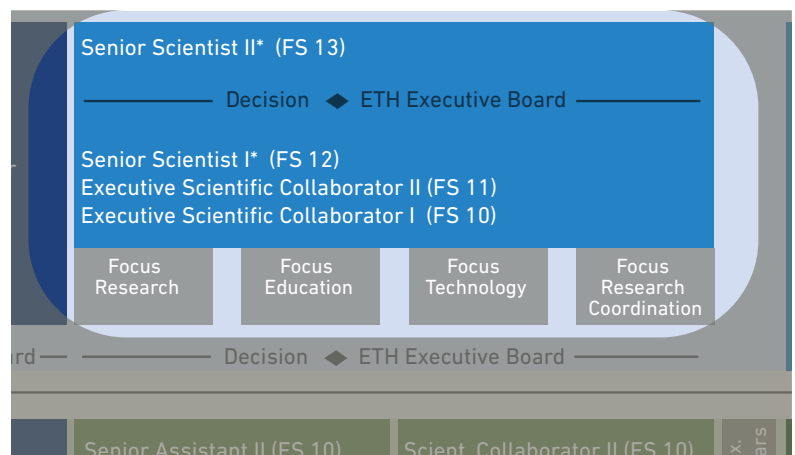 Senior Scientist II* (FS 13)
Decision ◆ ETH Executive Board
Senior Scientist I* (FS 12)
Executive Scientific Collaborator II (FS 11)
Executive Scientific Collaborator I (FS 10)
Focus
Research
Focus
Education
Focus
Technology
Focus
Research
Coordination
rd
Decision ◆ ETH Executive Board
Senior Assistant II (FS 10)
Scient. Collaborator II (FS 10)